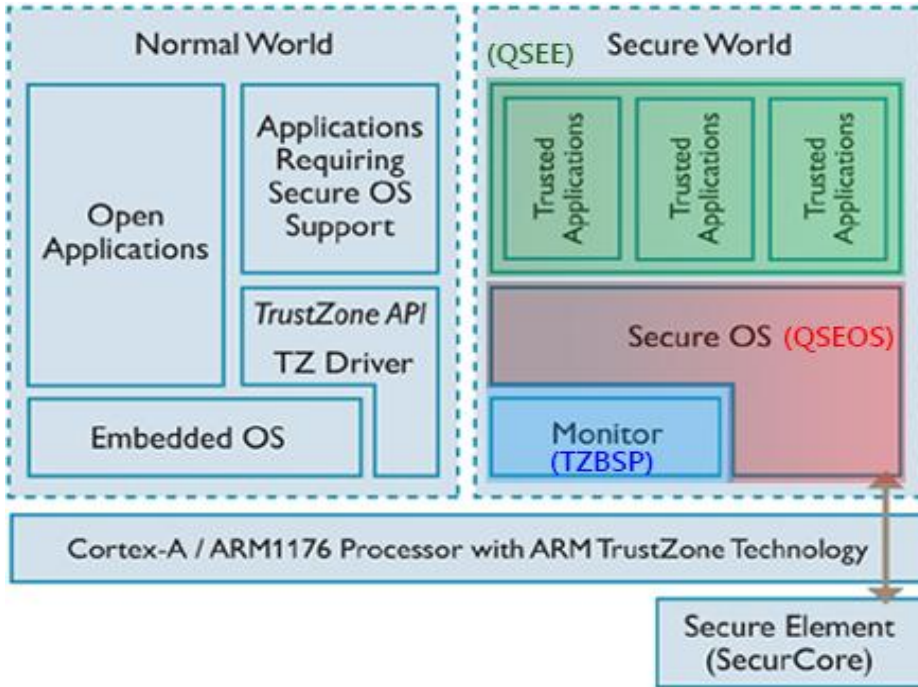 Normal World
Open
Applications
Applications
Requiring
Secure OS
Support
TrustZone API
TZ Driver
Embedded OS
Secure World
(QSEE)
Trusted
Applications
Trusted
Applications
Trusted
Applications
Secure OS (QSEOS)
Monitor
(TZBSP)
Cortex-A / ARM1176 Processor with ARM TrustZone Technology
Secure Element
(SecurCore)